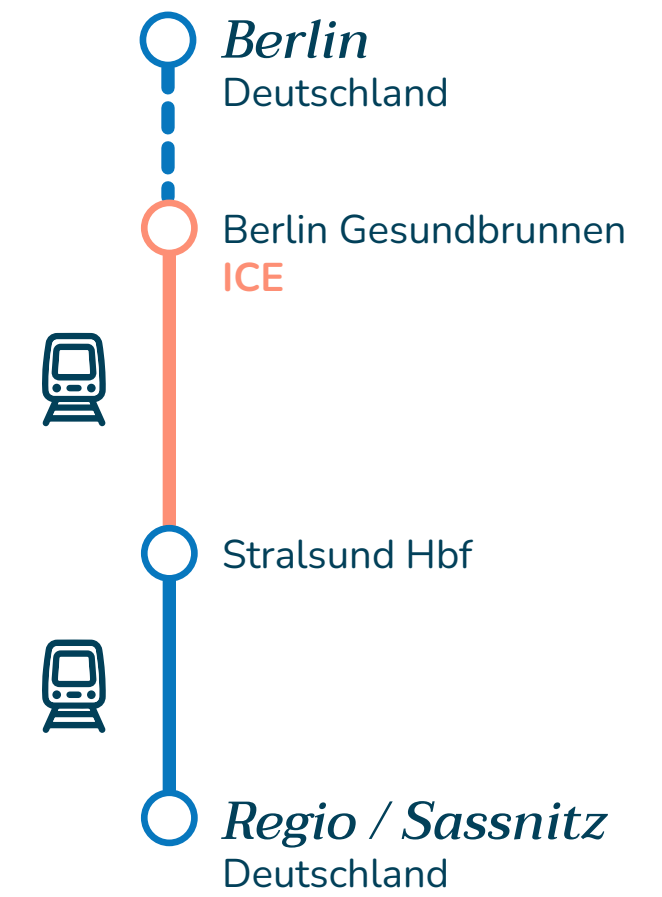 Berlin
Deutschland
Berlin Gesundbrunnen
ICE
Stralsund Hbf
Regio / Sassnitz
Deutschland